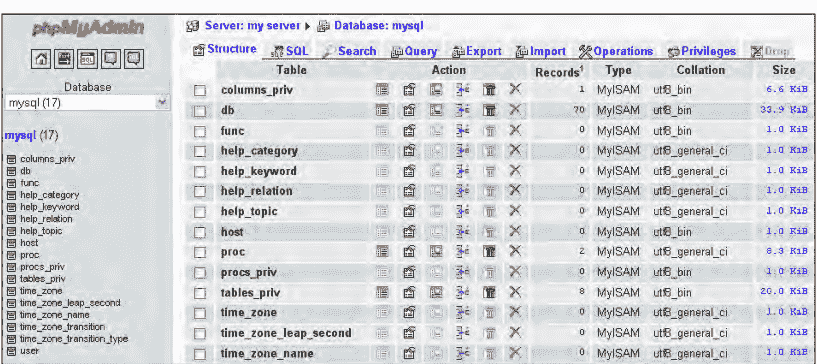 phpMyAdmin
SQL
Database
mysql (17)
mysql (17)
columns_priv
db
func
help_category
help_keyword
help_relation
help_topic
host
proc
procs_priv
tables_priv
time_zone
time_zone_leap_second
time_zone_name
time_zone_transition
time_zone_transition_type
user
Server: my server Database: mysql
Structure SQL Search Query Export Import Operations Privileges Drop
Table Action Records1 Type Collation Size
columns_priv 1 MyISAM utf8_bin 6.6 KiB
db 70 MyISAM utf8_bin 33.9 KiB
func 0 MyISAM utf8_bin 1.0 KiB
help_category 0 MyISAM utf8_general_ci 1.0 KiB
help_keyword 0 MyISAM utf8_general_ci 1.0 KiB
help_relation 0 MyISAM utf8_general_ci 1.0 KiB
help_topic 0 MyISAM utf8_general_ci 1.0 KiB
host 0 MyISAM utf8_bin 1.0 KiB
proc 2 MyISAM utf8_general_ci 8.3 KiB
procs_priv 0 MyISAM utf8_bin 1.0 KiB
tables_priv 8 MyISAM utf8_bin 20.0 KiB
time_zone 0 MyISAM utf8_general_ci 1.0 KiB
time_zone_leap_second 0 MyISAM utf8_general_ci 1.0 KiB
time_zone_name 0 MyISAM utf8_general_ci 1.0 KiB